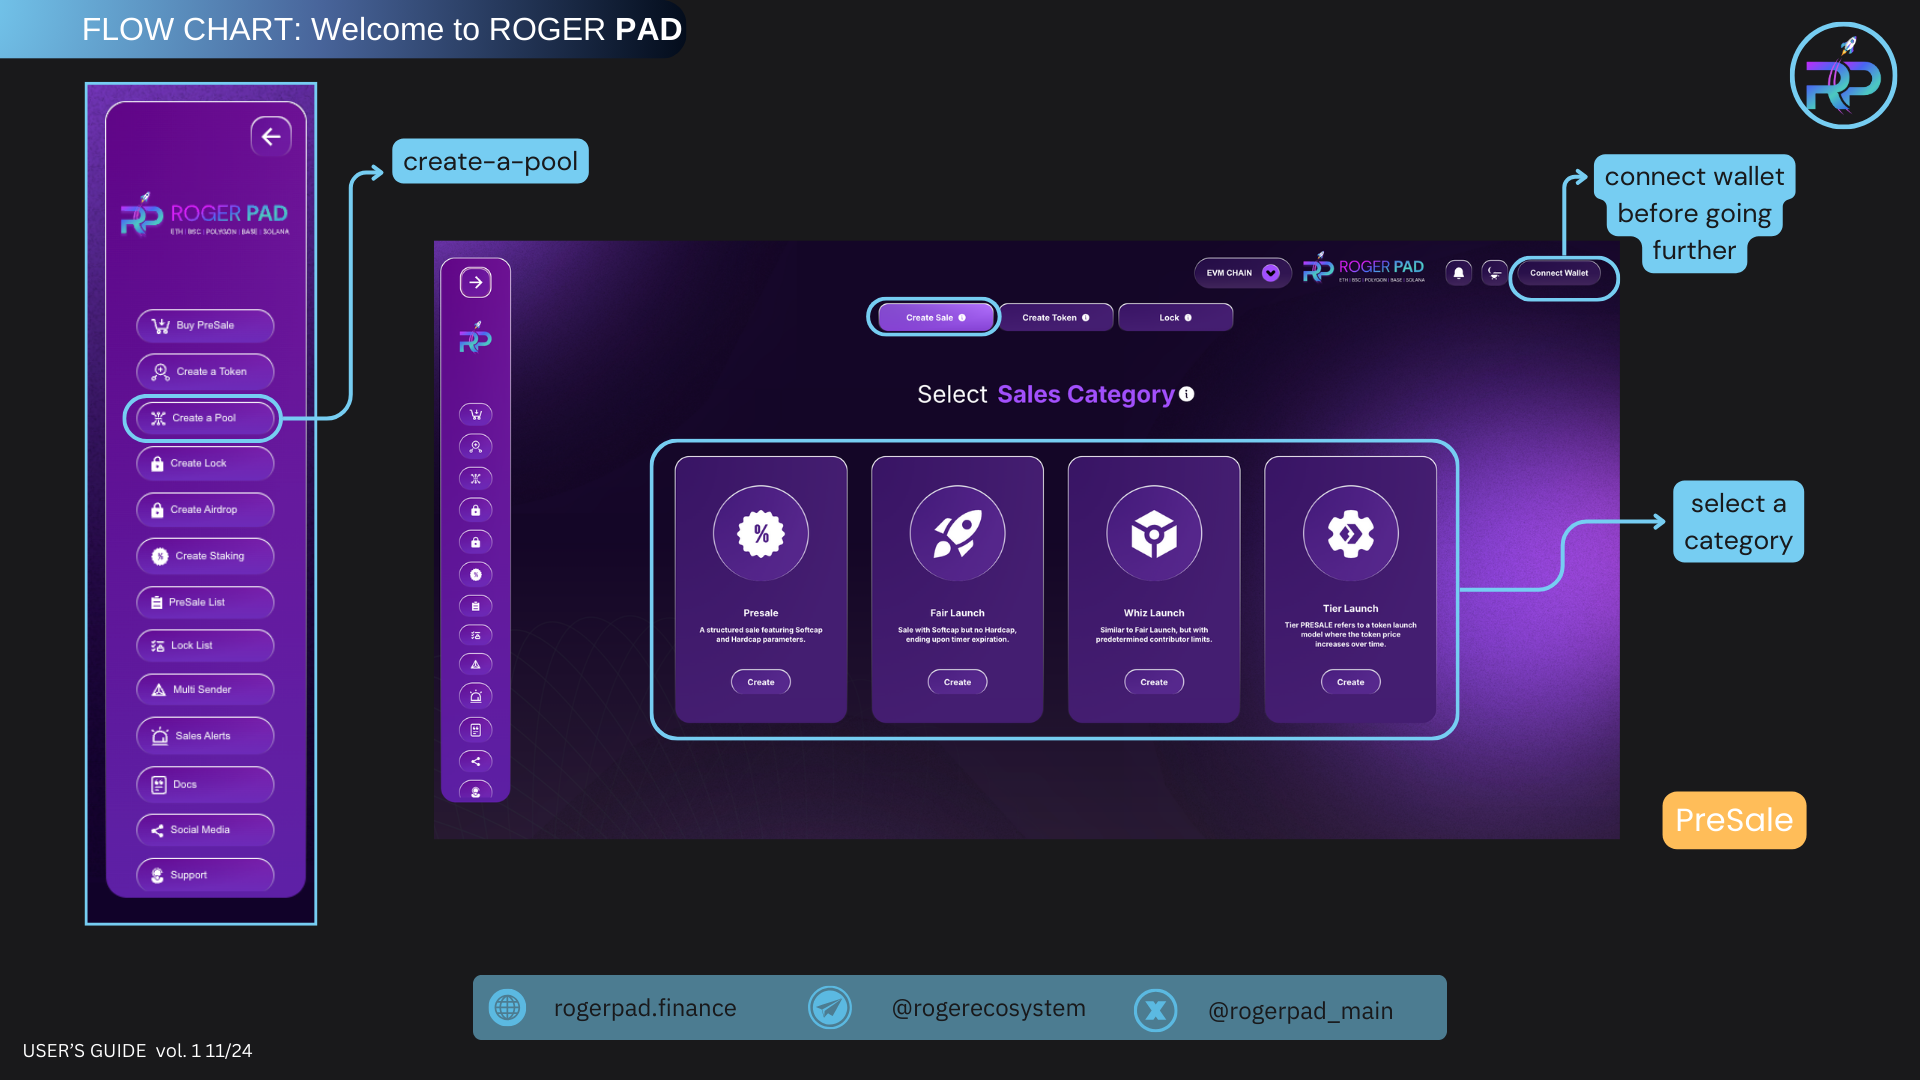 FLOW CHART: Welcome to ROGER PAD
RP
ROGER PAD
ETH | BSC | POLYGON | BASE | SOLANA
Buy PreSale
Create a Token
Create a Pool
Create Lock
Create Airdrop
Create Staking
PreSale List
Lock List
Multi Sender
Sales Alerts
Docs
Social Media
Support
create-a-pool
connect wallet
before going
further
EVM CHAIN
RP
ROGER PAD
ETH | BSC | POLYGON | BASE | SOLANA
Connect Wallet
RP
Create Sale
Create Token
Lock
Select Sales Category
%
Presale
A structured sale featuring Softcap
and Hardcap parameters.
Create
Fair Launch
Sale with Softcap but no Hardcap,
ending upon timer expiration.
Create
Whiz Launch
Similar to Fair Launch, but with
predetermined contributor limits.
Create
Tier Launch
Tier PRESALE refers to a token launch
model where the token price
increases over time.
Create
select a
category
PreSale
rogerpad.finance
@rogerecosystem
X
@rogerpad_main
USER'S GUIDE vol. 1 11/24
RP